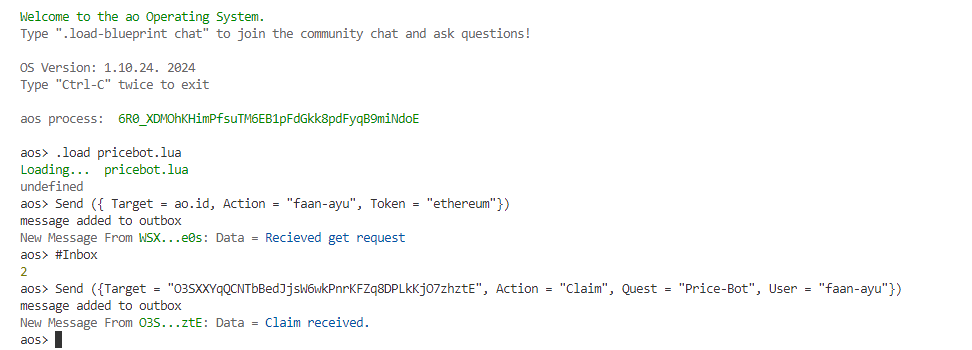 Welcome to the ao Operating System.
Type ".load-blueprint chat" to join the community chat and ask questions!
OS Version: 1.10.24. 2024
Type "Ctrl-C" twice to exit
aos process:  6R0_XDMOhKHimPfsuTM6EB1pFdGkk8pdFyqB9miNdoE
aos> .load pricebot.lua
Loading...  pricebot.lua
undefined
aos> Send ({ Target = ao.id, Action = "faan-ayu", Token = "ethereum"})
message added to outbox
New Message From WSX...e0s: Data = Recieved get request
aos> #Inbox
2
aos> Send ({Target = "O3SXXYqQCNTbBedJjsW6wkPnrKFZq8DPLkKjO7zhztE", Action = "Claim", Quest = "Price-Bot", User = "faan-ayu"})
message added to outbox
New Message From O3S...ztE: Data = Claim received.
aos>